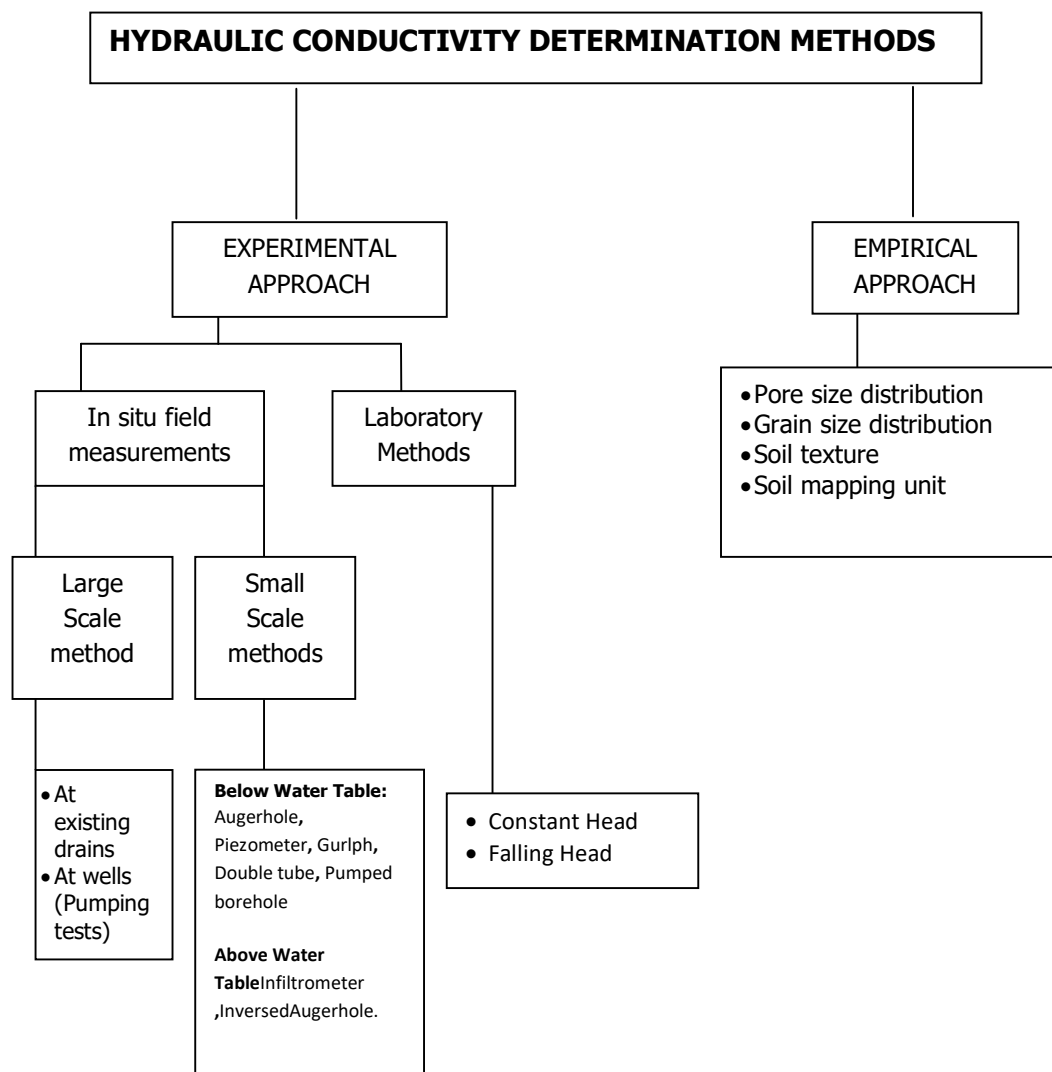 HYDRAULIC CONDUCTIVITY DETERMINATION METHODS
EXPERIMENTAL
APPROACH
EMPIRICAL
APPROACH
In situ field
measurements
Laboratory
Methods
•Pore size distribution
•Grain size distribution
•Soil texture
•Soil mapping unit
Large
Scale
method
Small
Scale
methods
•At
existing
drains
•At wells
(Pumping
tests)
Below Water Table:
Augerhole,
Piezometer, Gurlph,
Double tube, Pumped
borehole
Above Water
TableInfiltrometer
,InversedAugerhole.
• Constant Head
• Falling Head